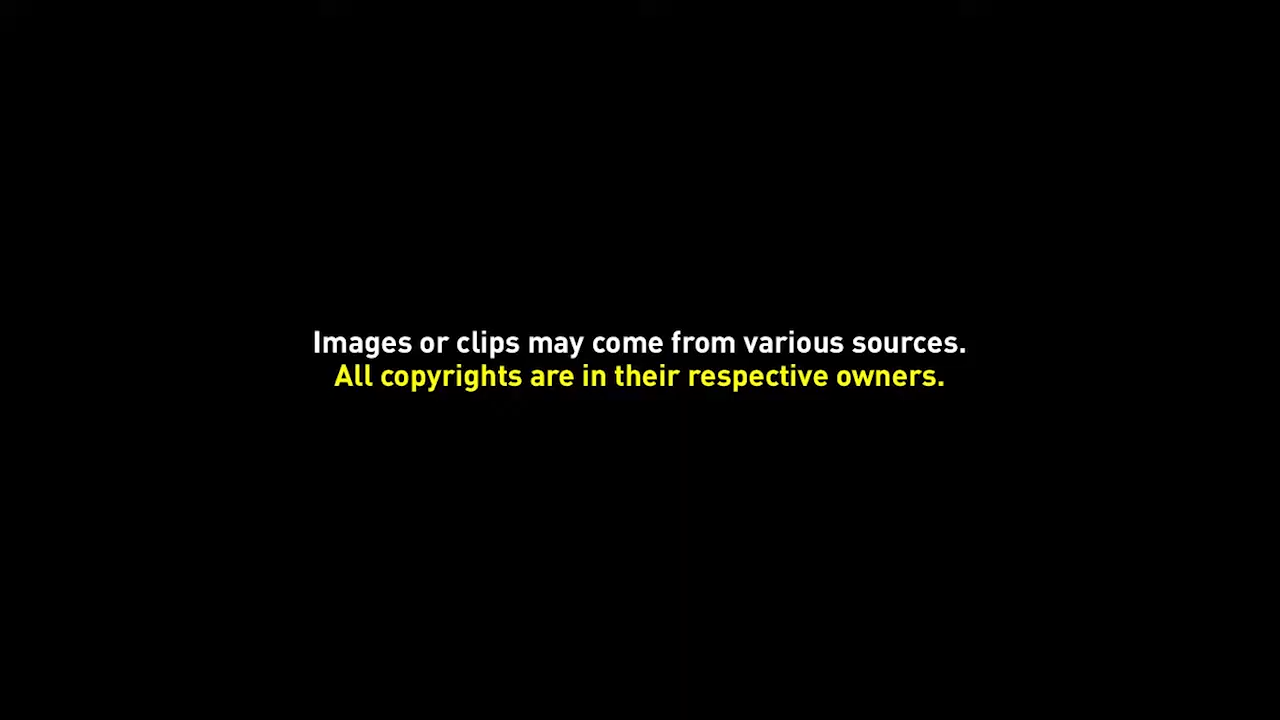 Images or clips may come from various sources.
All copyrights are in their respective owners.